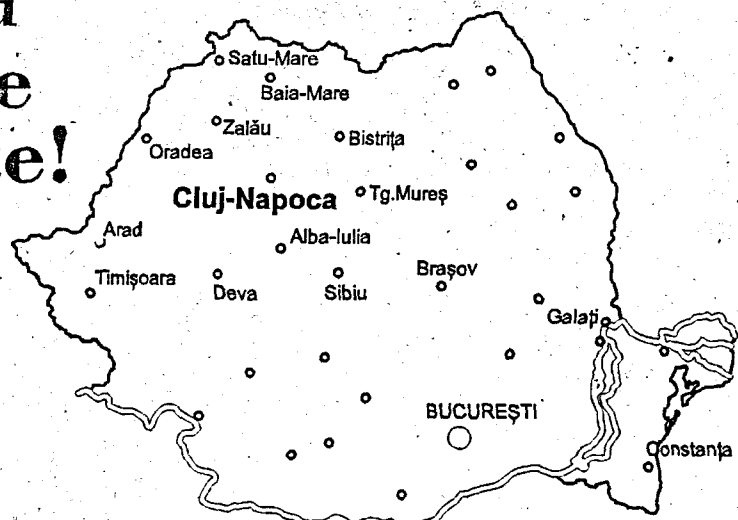 e!
Satu-Mare
Baia-Mare
Zalău
Bistrița
Oradea
Cluj-Napoca
Tg.Mureș
Arad
Alba-Iulia
Timișoara
Deva
Sibiu
Brașov
Galați
BUCUREȘTI
Constanța